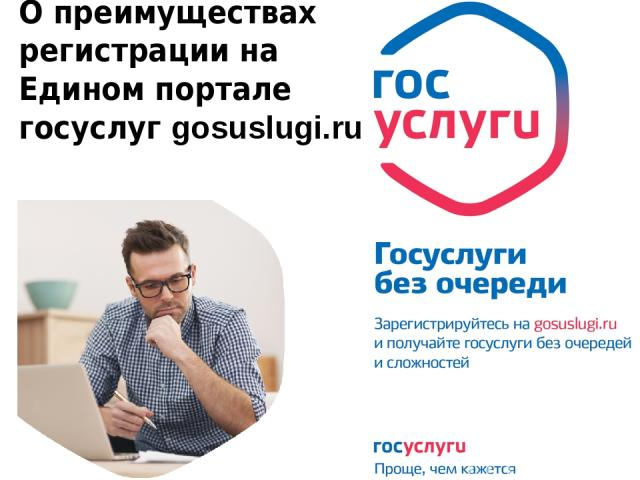 О преимуществах
регистрации на
Едином портале
госуслуг gosuslugi.ru
гос
услуги
Госуслуги
без очереди
Зарегистрируйтесь на gosuslugi.ru
и получайте госуслуги без очередей
и сложностей
госуслуги
Проще, чем кажется